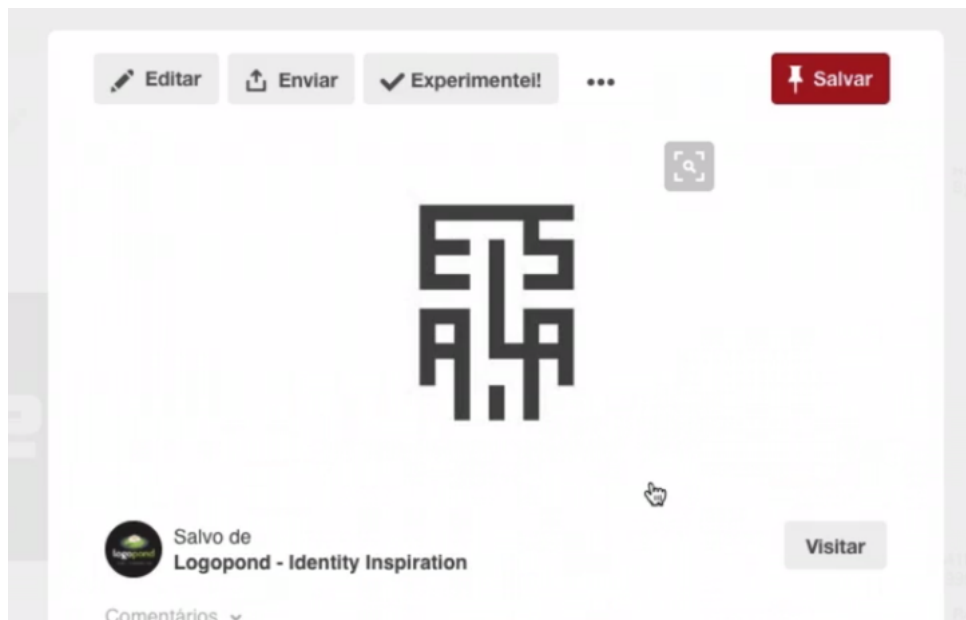 Editar Enviar Experimentei! Salvar
Salvo de
Logopond - Identity Inspiration
Visitar
Comentários